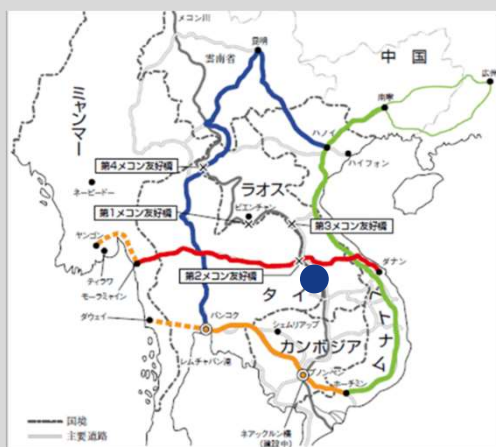 メコン川
雲南省
昆明
中国
広州
南寧
ミャンマー
ハノイ
ハイフォン
第4メコン友好橋
ラオス
ネーピードー
第1メコン友好橋
ビエンチャン
第3メコン友好橋
ヤンゴン
ティラワ
モーラミャイン
第2メコン友好橋
ダナン
タイ
ベトナム
ダウェイ
バンコク
シェムリアップ
カンボジア
レムチャバン港
プノンペン
ホーチミン
ネアックルン橋
(建設中)
国境
主要道路